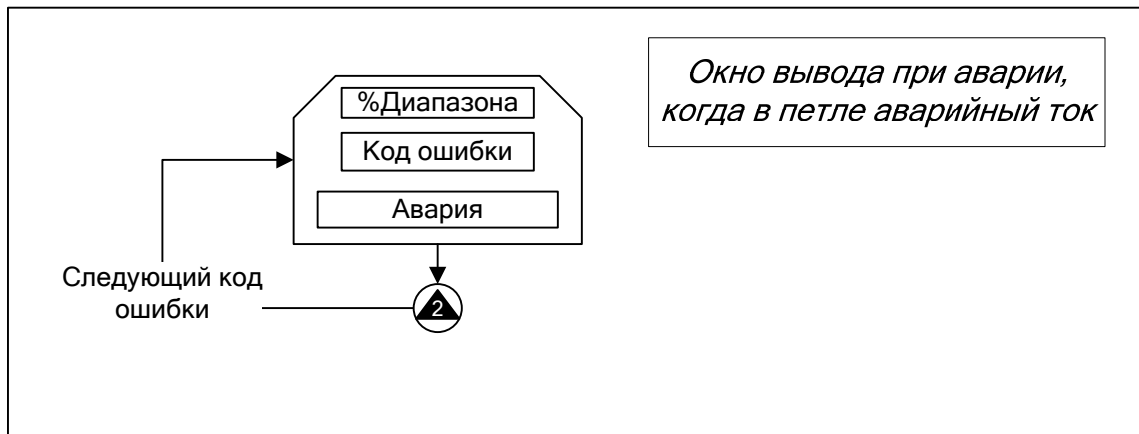 Окно вывода при аварии,
когда в петле аварийный ток
%Диапазона
Код ошибки
Авария
Следующий код
ошибки
2